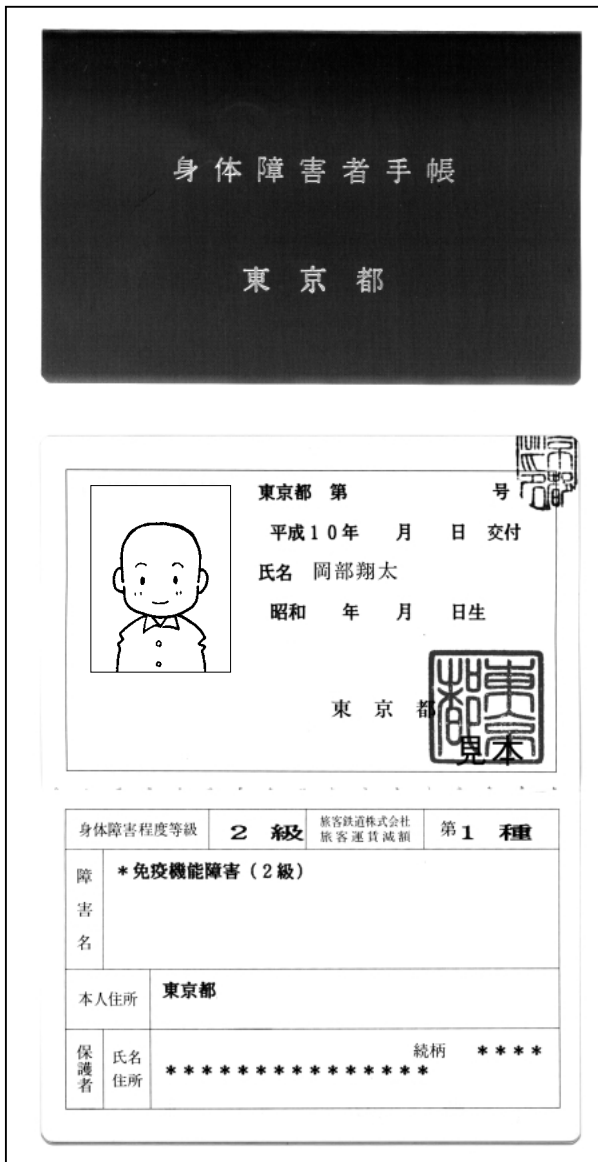 身体障害者手帳
東京都
東京都 第 号
平成10年 月 日 交付
氏名 岡部翔太
昭和 年 月 日生
東京都
東京都
見本
身体障害程度等級 2 級 旅客鉄道株式会社旅客運賃減額 第1 種
障害名 *免疫機能障害(2級)
本人住所 東京都
保護者 氏名住所 続柄 ****
***************